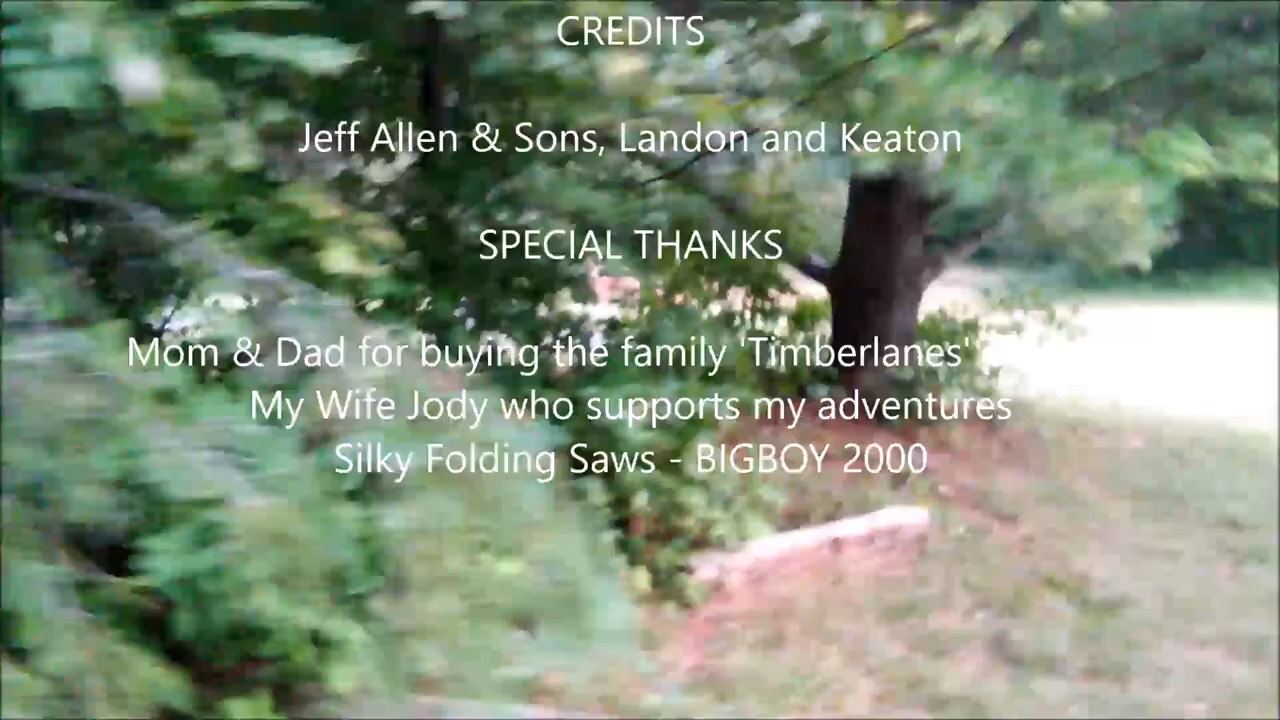 CREDITS
Jeff Allen & Sons, Landon and Keaton
SPECIAL THANKS
Mom & Dad for buying the family 'Timberlanes'
My Wife Jody who supports my adventures
Silky Folding Saws - BIGBOY 2000